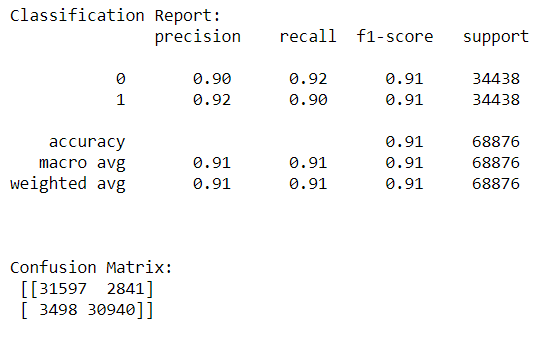 Classification Report:
precision recall f1-score support
0 0.90 0.92 0.91 34438
1 0.92 0.90 0.91 34438
accuracy 0.91 68876
macro avg 0.91 0.91 0.91 68876
weighted avg 0.91 0.91 0.91 68876
Confusion Matrix:
[[31597 2841]
[ 3498 30940]]